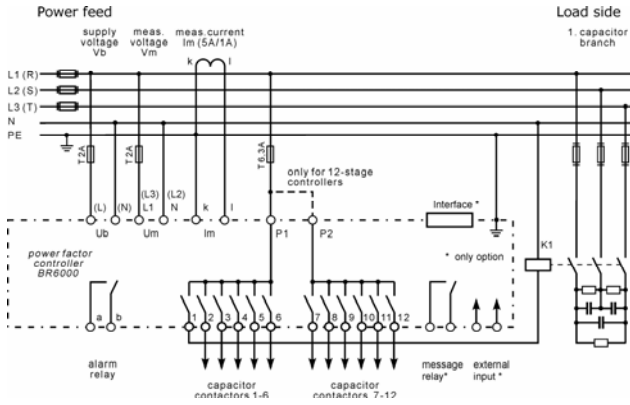 Power feed
Load side
supply
voltage
Vb
meas.
voltage
Vm
meas.current
Im (5A/1A)
1. capacitor
branch
k
l
L1 (R)
L2 (S)
L3 (T)
N
PE
T2A
T2A
T6,3A
only for 12-stage
controllers
(L)
(N)
(L3)
L1
(L2)
N
k
l
Interface *
Ub
Um
Im
P1
P2
K1
power factor
controller
BR6000
* only option
a
b
1
2
3
4
5
6
7
8
9
10
11
12
alarm
relay
capacitor
contactors 1-6
capacitor
contactors 7-12
message
relay*
external
input *